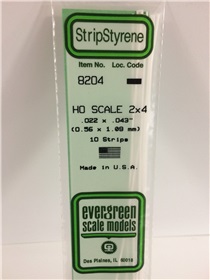 StripStyrene
Item No. Loc. Code
8204
HO SCALE 2x4
.022 x .043"
(0.56 x 1.09 mm)
10 Strips
Made in U.S.A.
evergreen
scale models
Des Plaines, IL 60018